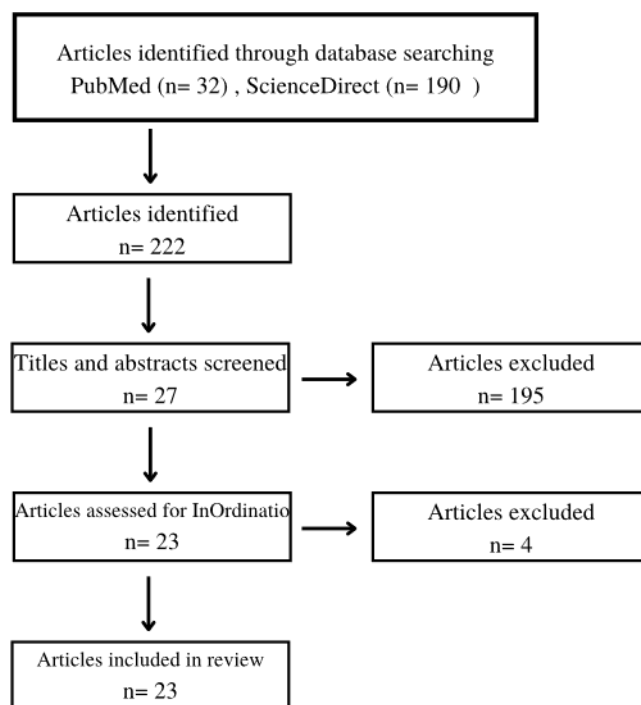 Articles identified through database searching
PubMed (n= 32) , ScienceDirect (n= 190  )
Articles identified
n= 222
Titles and abstracts screened
n= 27
Articles excluded
n= 195
Articles assessed for InOrdinatio
n= 23
Articles excluded
n= 4
Articles included in review
n= 23